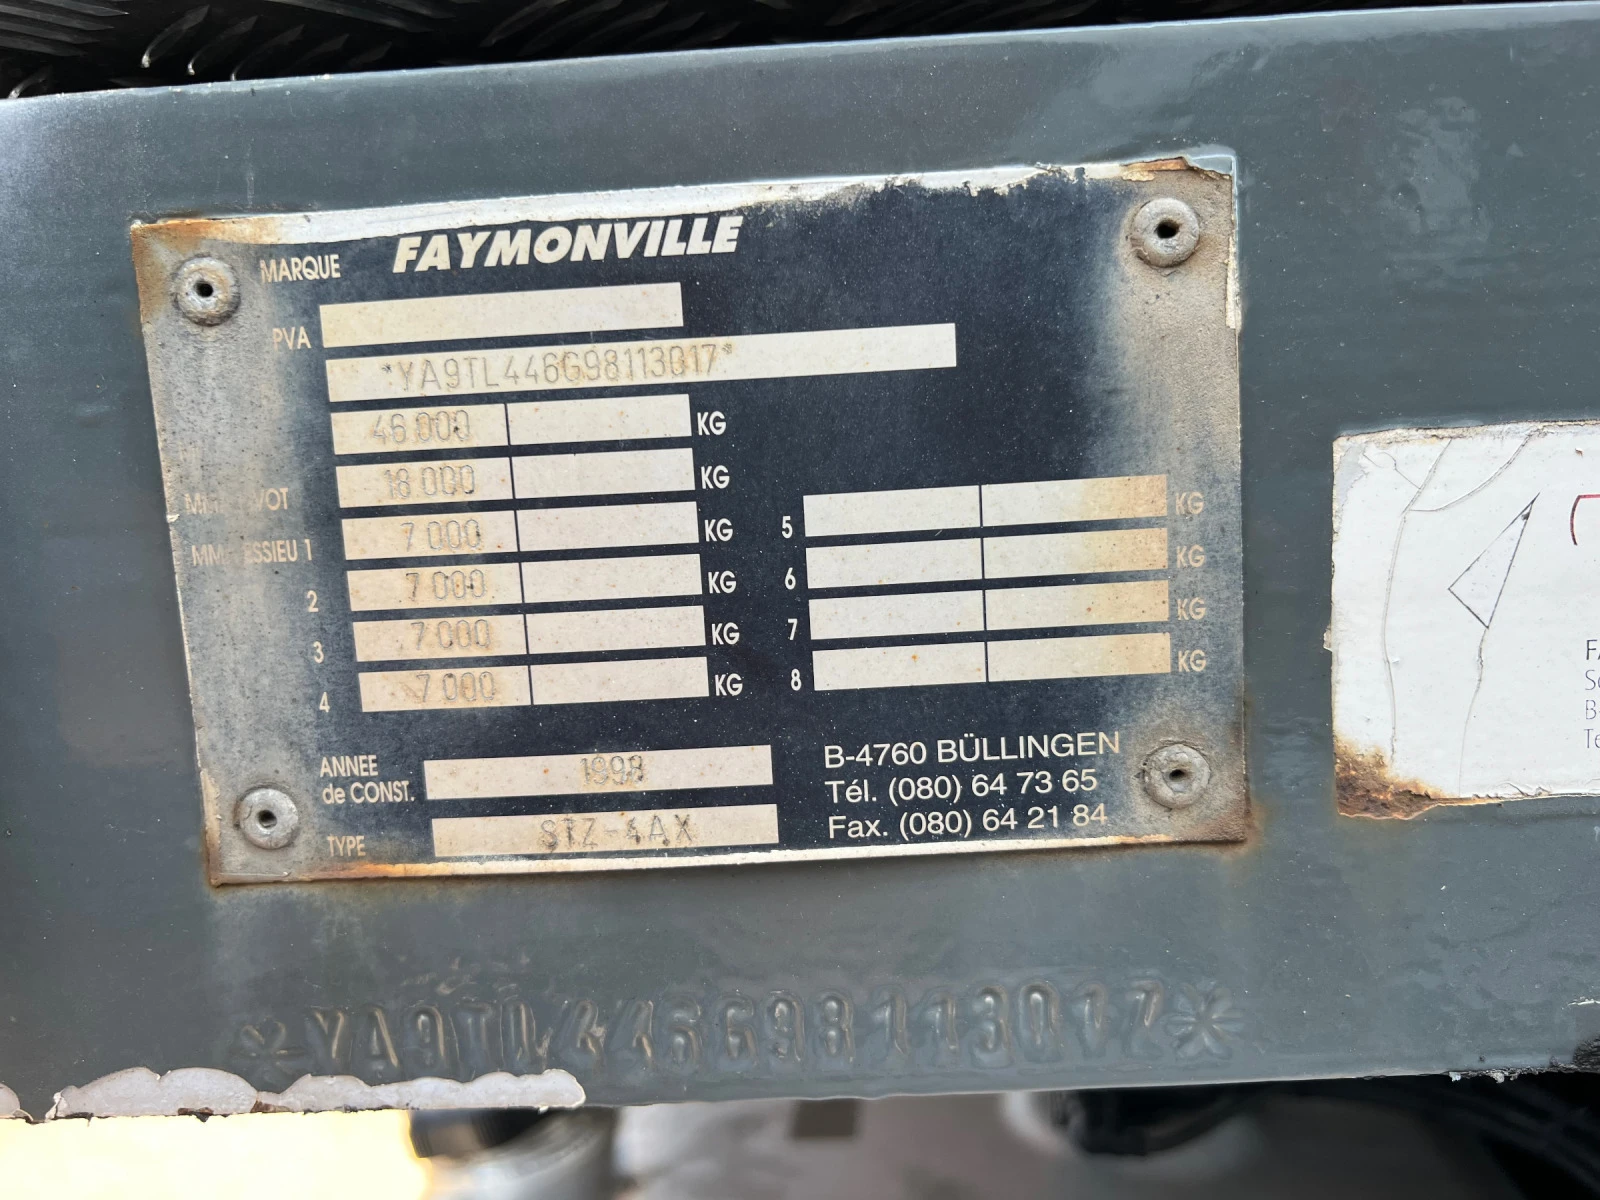 MARQUE FAYMONVILLE
PVA
*YA9TL446G98113017*
46 000 KG
18 000 KG
7 000 KG
ESSIEU 1
2 7 000 KG
3 7 000 KG
4 7 000 KG
5 KG
6 KG
7 KG
8 KG
ANNEE
de CONST. 1998
TYPE STZ-4AX
B-4760 BÜLLINGEN
Tél. (080) 64 73 65
Fax. (080) 64 21 84
*YA9TL446G98113017*